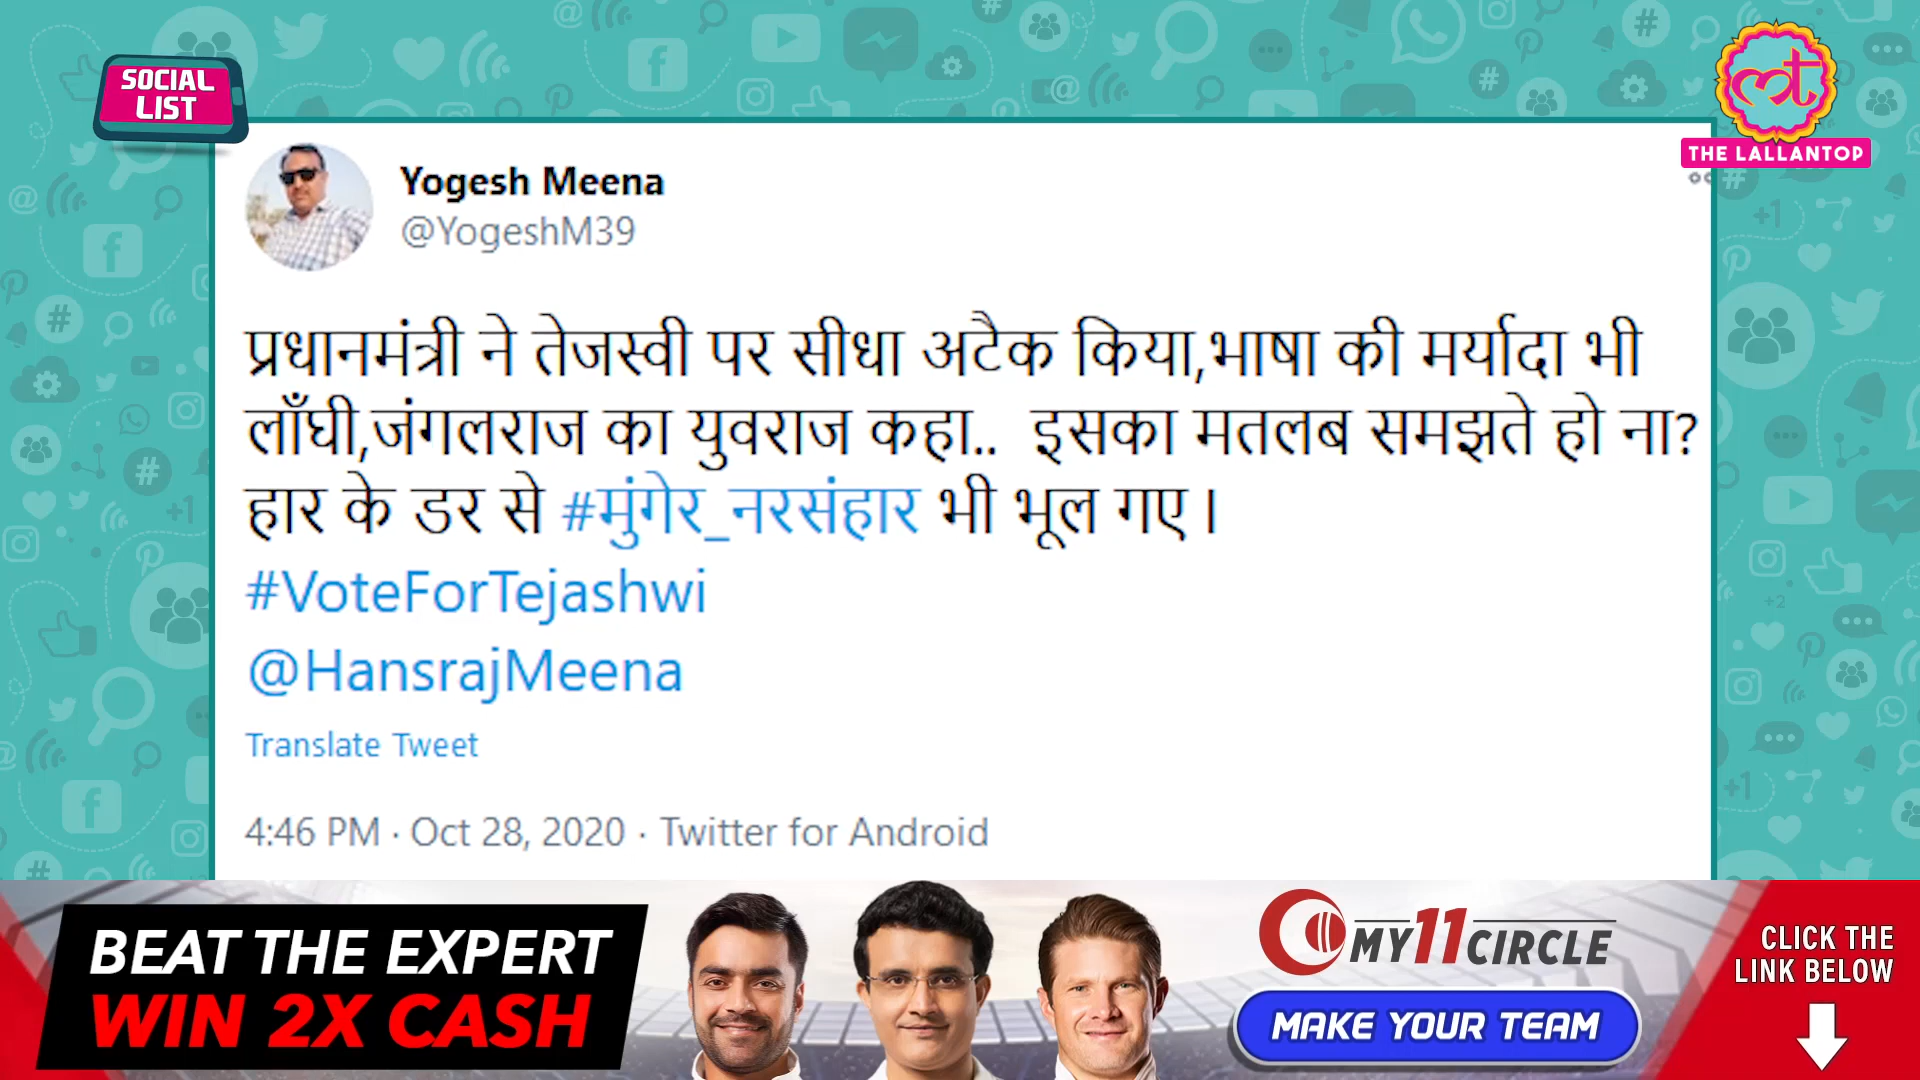 SOCIAL
LIST
THE LALLANTOP
Yogesh Meena
@YogeshM39
प्रधानमंत्री ने तेजस्वी पर सीधा अटैक किया,भाषा की मर्यादा भी
लाँघी,जंगलराज का युवराज कहा..  इसका मतलब समझते हो ना?
हार के डर से #मुंगेर_नरसंहार भी भूल गए।
#VoteForTejashwi
@HansrajMeena
Translate Tweet
4:46 PM · Oct 28, 2020 · Twitter for Android
BEAT THE EXPERT
WIN 2X CASH
MY11CIRCLE
MAKE YOUR TEAM
CLICK THE
LINK BELOW